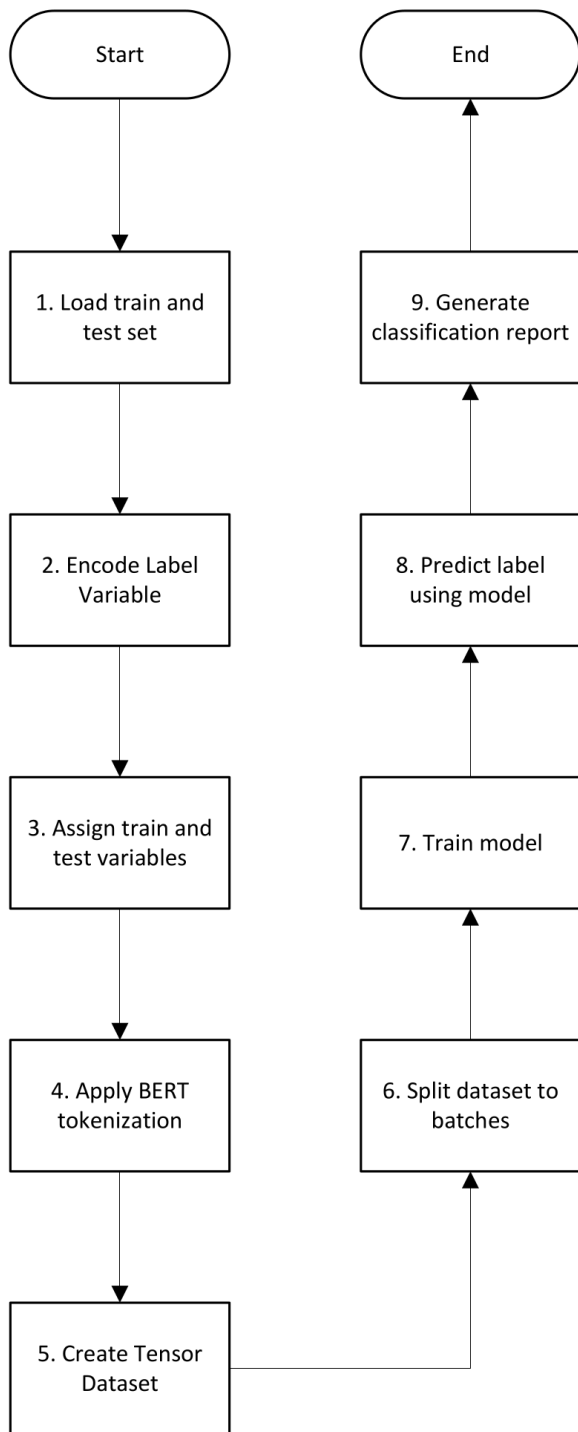 Start
1. Load train and
test set
2. Encode Label
Variable
3. Assign train and
test variables
4. Apply BERT
tokenization
5. Create Tensor
Dataset
6. Split dataset to
batches
7. Train model
8. Predict label
using model
9. Generate
classification report
End